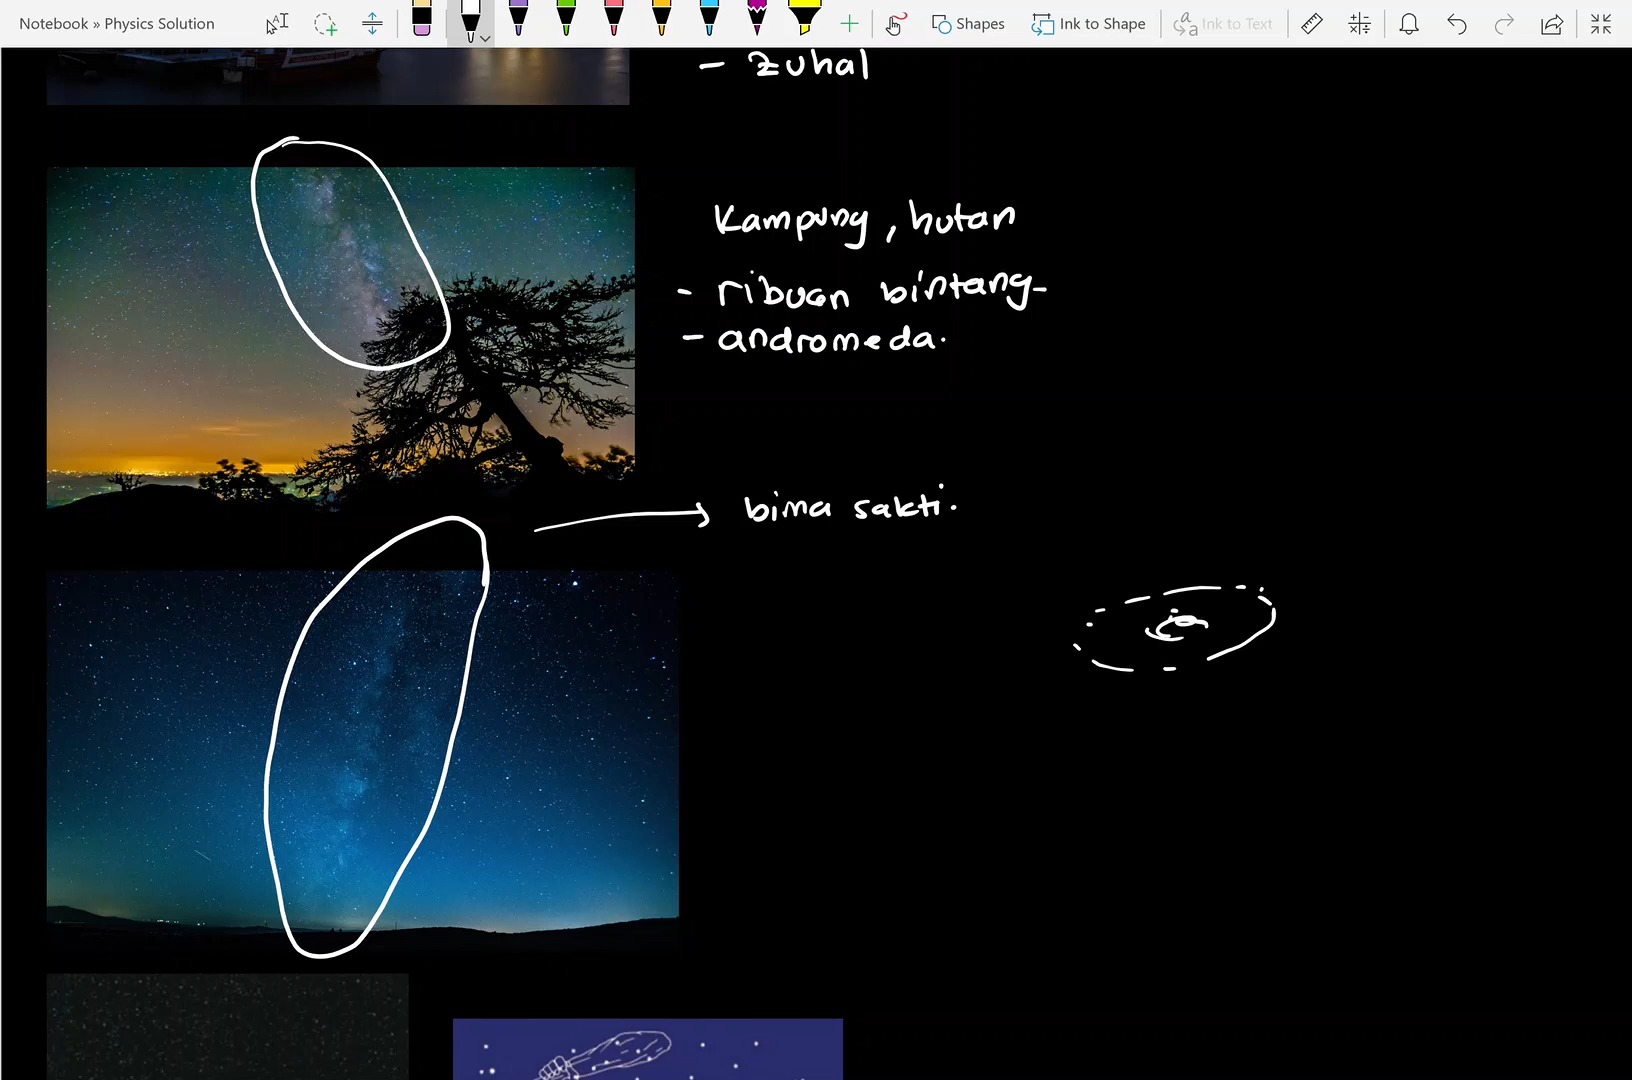 Notebook » Physics Solution
Shapes
Ink to Shape
Ink to Text
- zuhal
Kampung, hutan
- ribuan bintang-
- andromeda.
bima sakti.